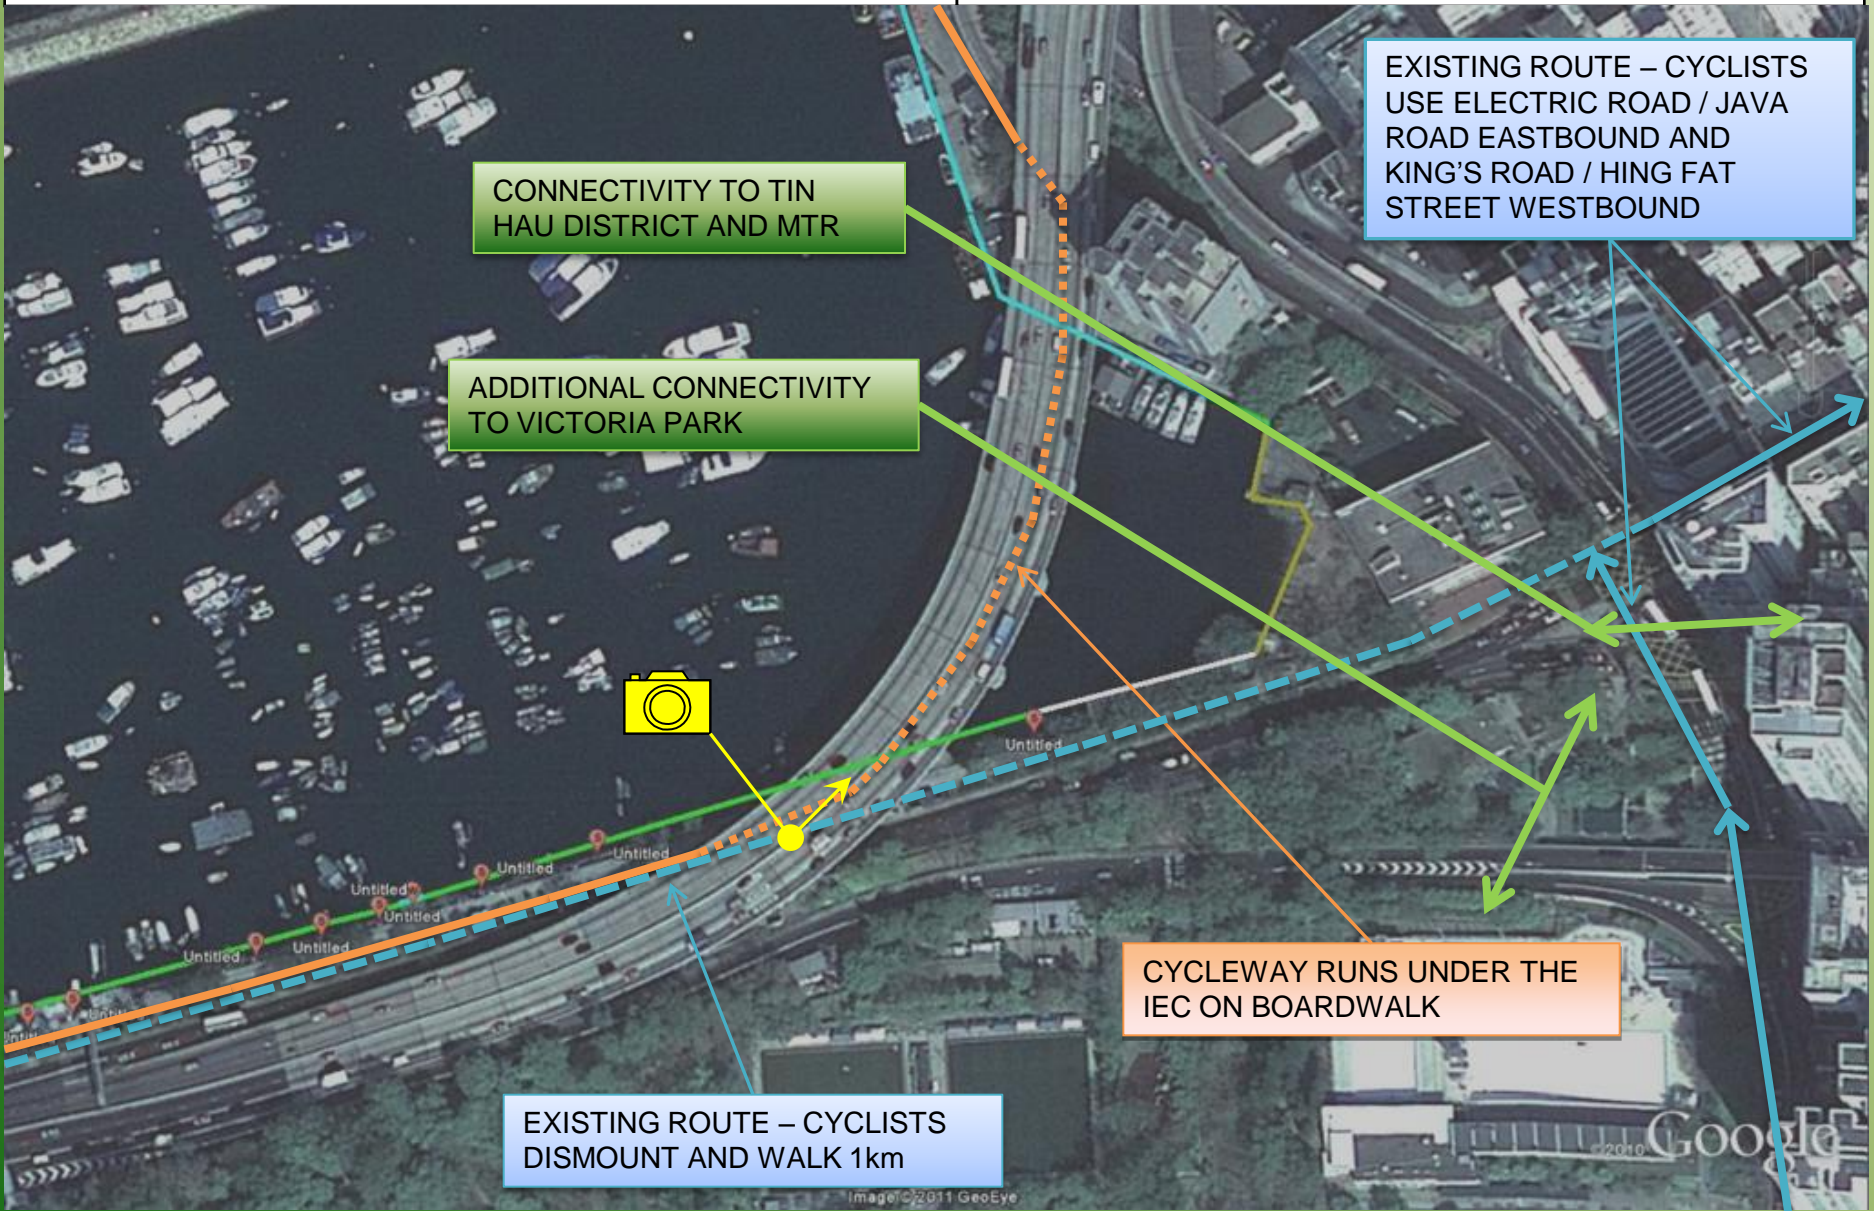 EXISTING ROUTE – CYCLISTS
USE ELECTRIC ROAD / JAVA
ROAD EASTBOUND AND
KING'S ROAD / HING FAT
STREET WESTBOUND
CONNECTIVITY TO TIN
HAU DISTRICT AND MTR
ADDITIONAL CONNECTIVITY
TO VICTORIA PARK
Untitled
Untitled
Untitled
Untitled
Untitled
Untitled
Untitled
CYCLEWAY RUNS UNDER THE
IEC ON BOARDWALK
EXISTING ROUTE – CYCLISTS
DISMOUNT AND WALK 1km
©2010 Google
Image © 2011 GeoEye